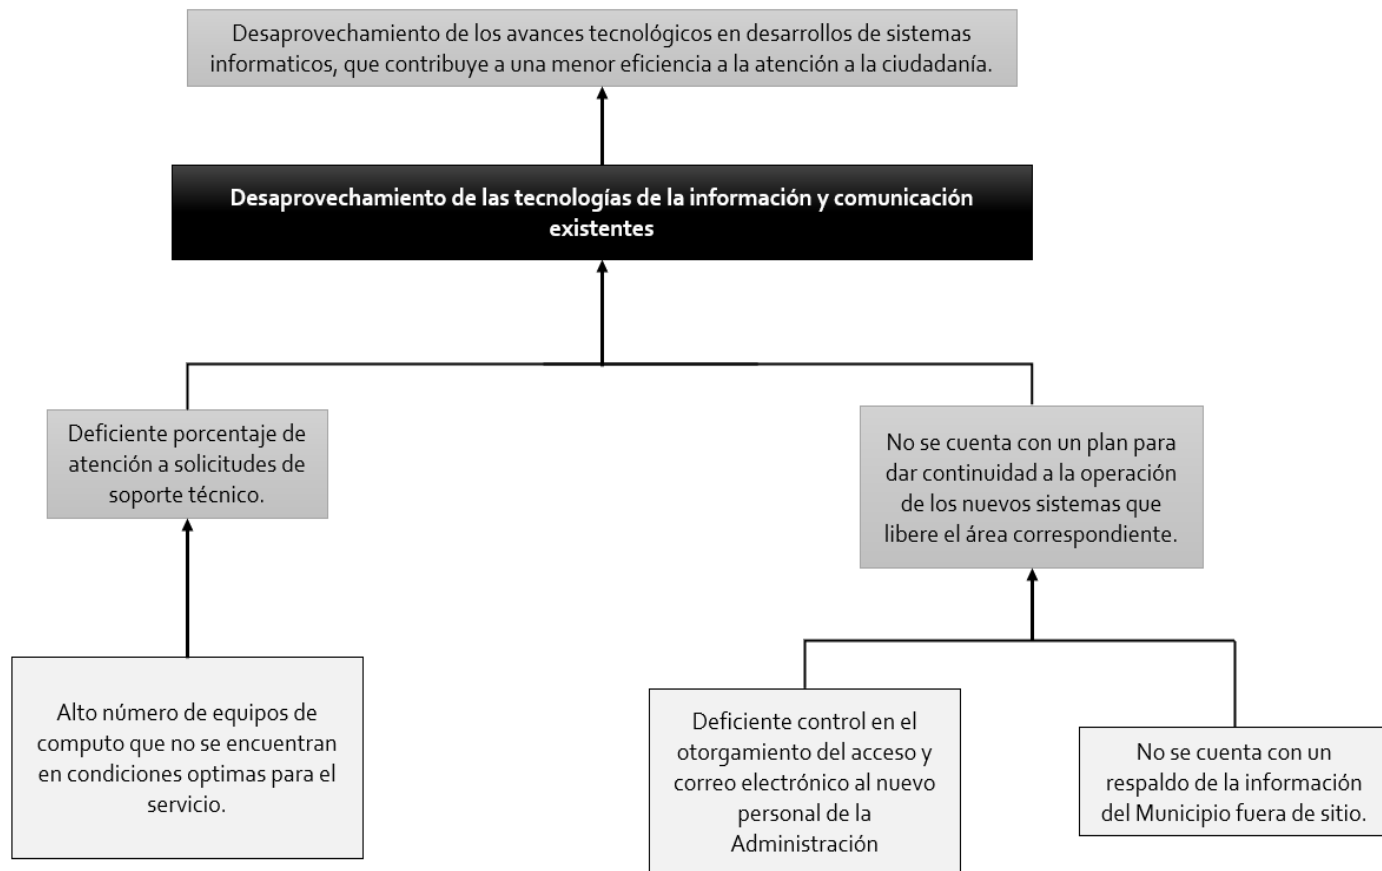 Desaprovechamiento de los avances tecnológicos en desarrollos de sistemas
informaticos, que contribuye a una menor eficiencia a la atención a la ciudadanía.
Desaprovechamiento de las tecnologías de la información y comunicación
existentes
Deficiente porcentaje de
atención a solicitudes de
soporte técnico.
No se cuenta con un plan para
dar continuidad a la operación
de los nuevos sistemas que
libere el área correspondiente.
Alto número de equipos de
computo que no se encuentran
en condiciones optimas para el
servicio.
Deficiente control en el
otorgamiento del acceso y
correo electrónico al nuevo
personal de la
Administración
No se cuenta con un
respaldo de la información
del Municipio fuera de sitio.